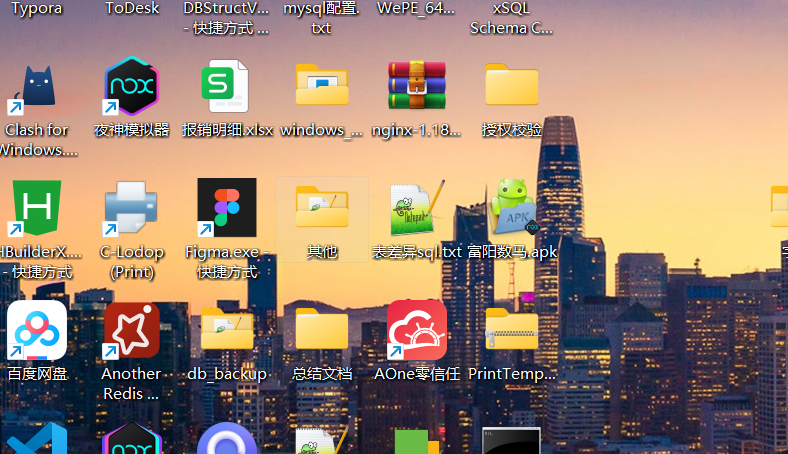 Typora
ToDesk
DBStructV...
- 快捷方式 ...
mysql配置.
txt
WePE_64...
xSQL
Schema C...
Clash for
Windows....
夜神模拟器
报销明细.xlsx
windows_...
nginx-1.18...
授权校验
HBuilderX....
- 快捷方式
C-Lodop
(Print)
Figma.exe -
快捷方式
其他
表差异sql.txt
富阳数马.apk
百度网盘
Another
Redis ...
db_backup
总结文档
AOne零信任
PrintTemp...